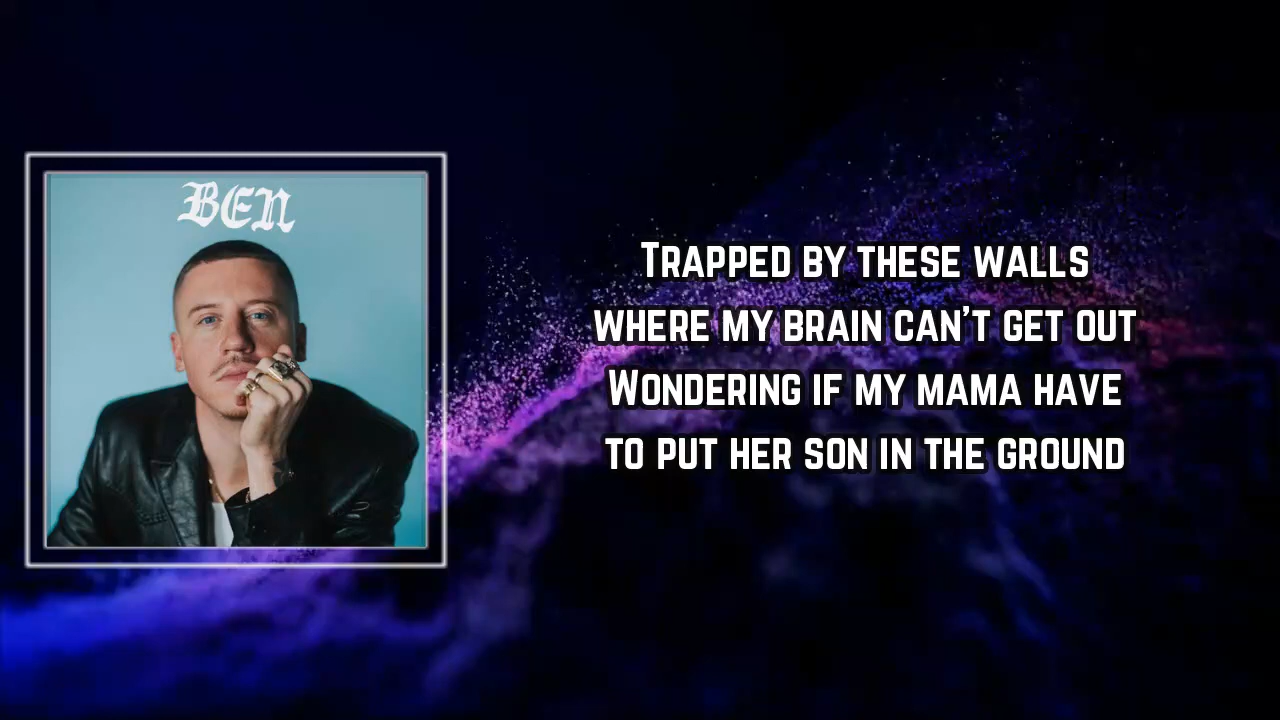 BEN
Trapped by these walls
where my brain can't get out
Wondering if my mama have
to put her son in the ground